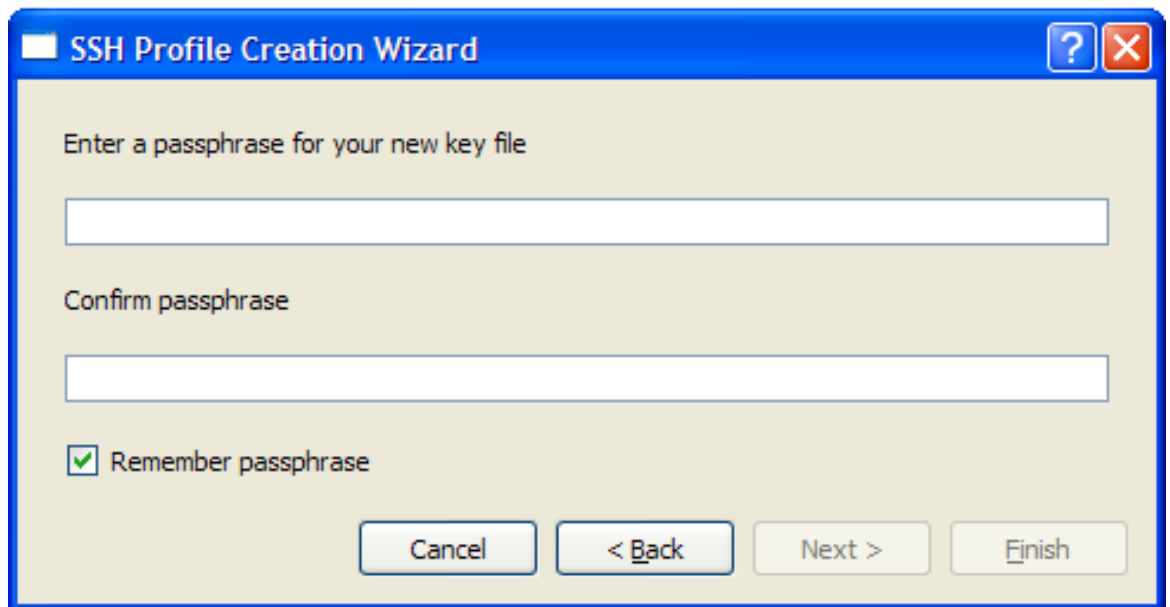 SSH Profile Creation Wizard
?
Enter a passphrase for your new key file
Confirm passphrase
Remember passphrase
Cancel < Back Next > Finish